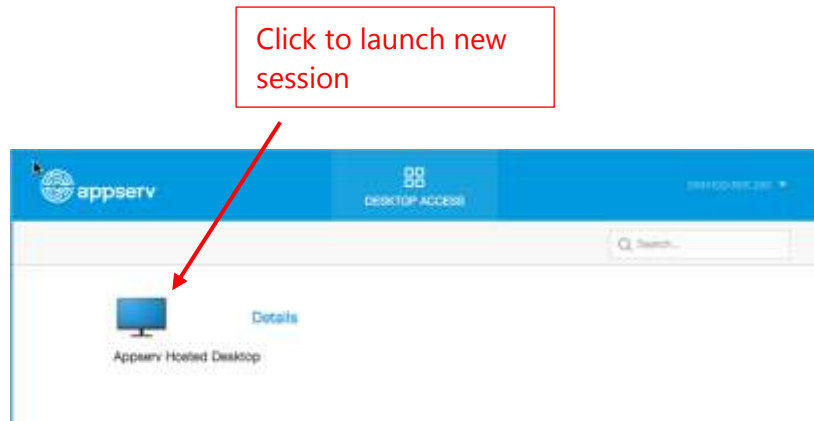 Click to launch new
session
appserv
DESKTOP ACCESS
Search...
Details
Appserv Hosted Desktop